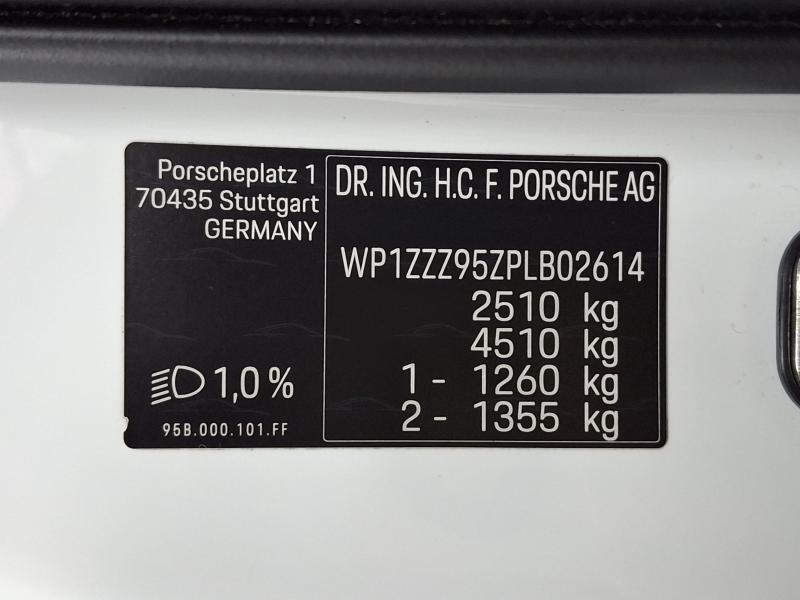 Porscheplatz 1
70435 Stuttgart
GERMANY
1,0 %
95B.000.101.FF
DR. ING. H.C. F. PORSCHE AG
WP1ZZZ95ZPLB02614
2510 kg
4510 kg
1 - 1260 kg
2 - 1355 kg